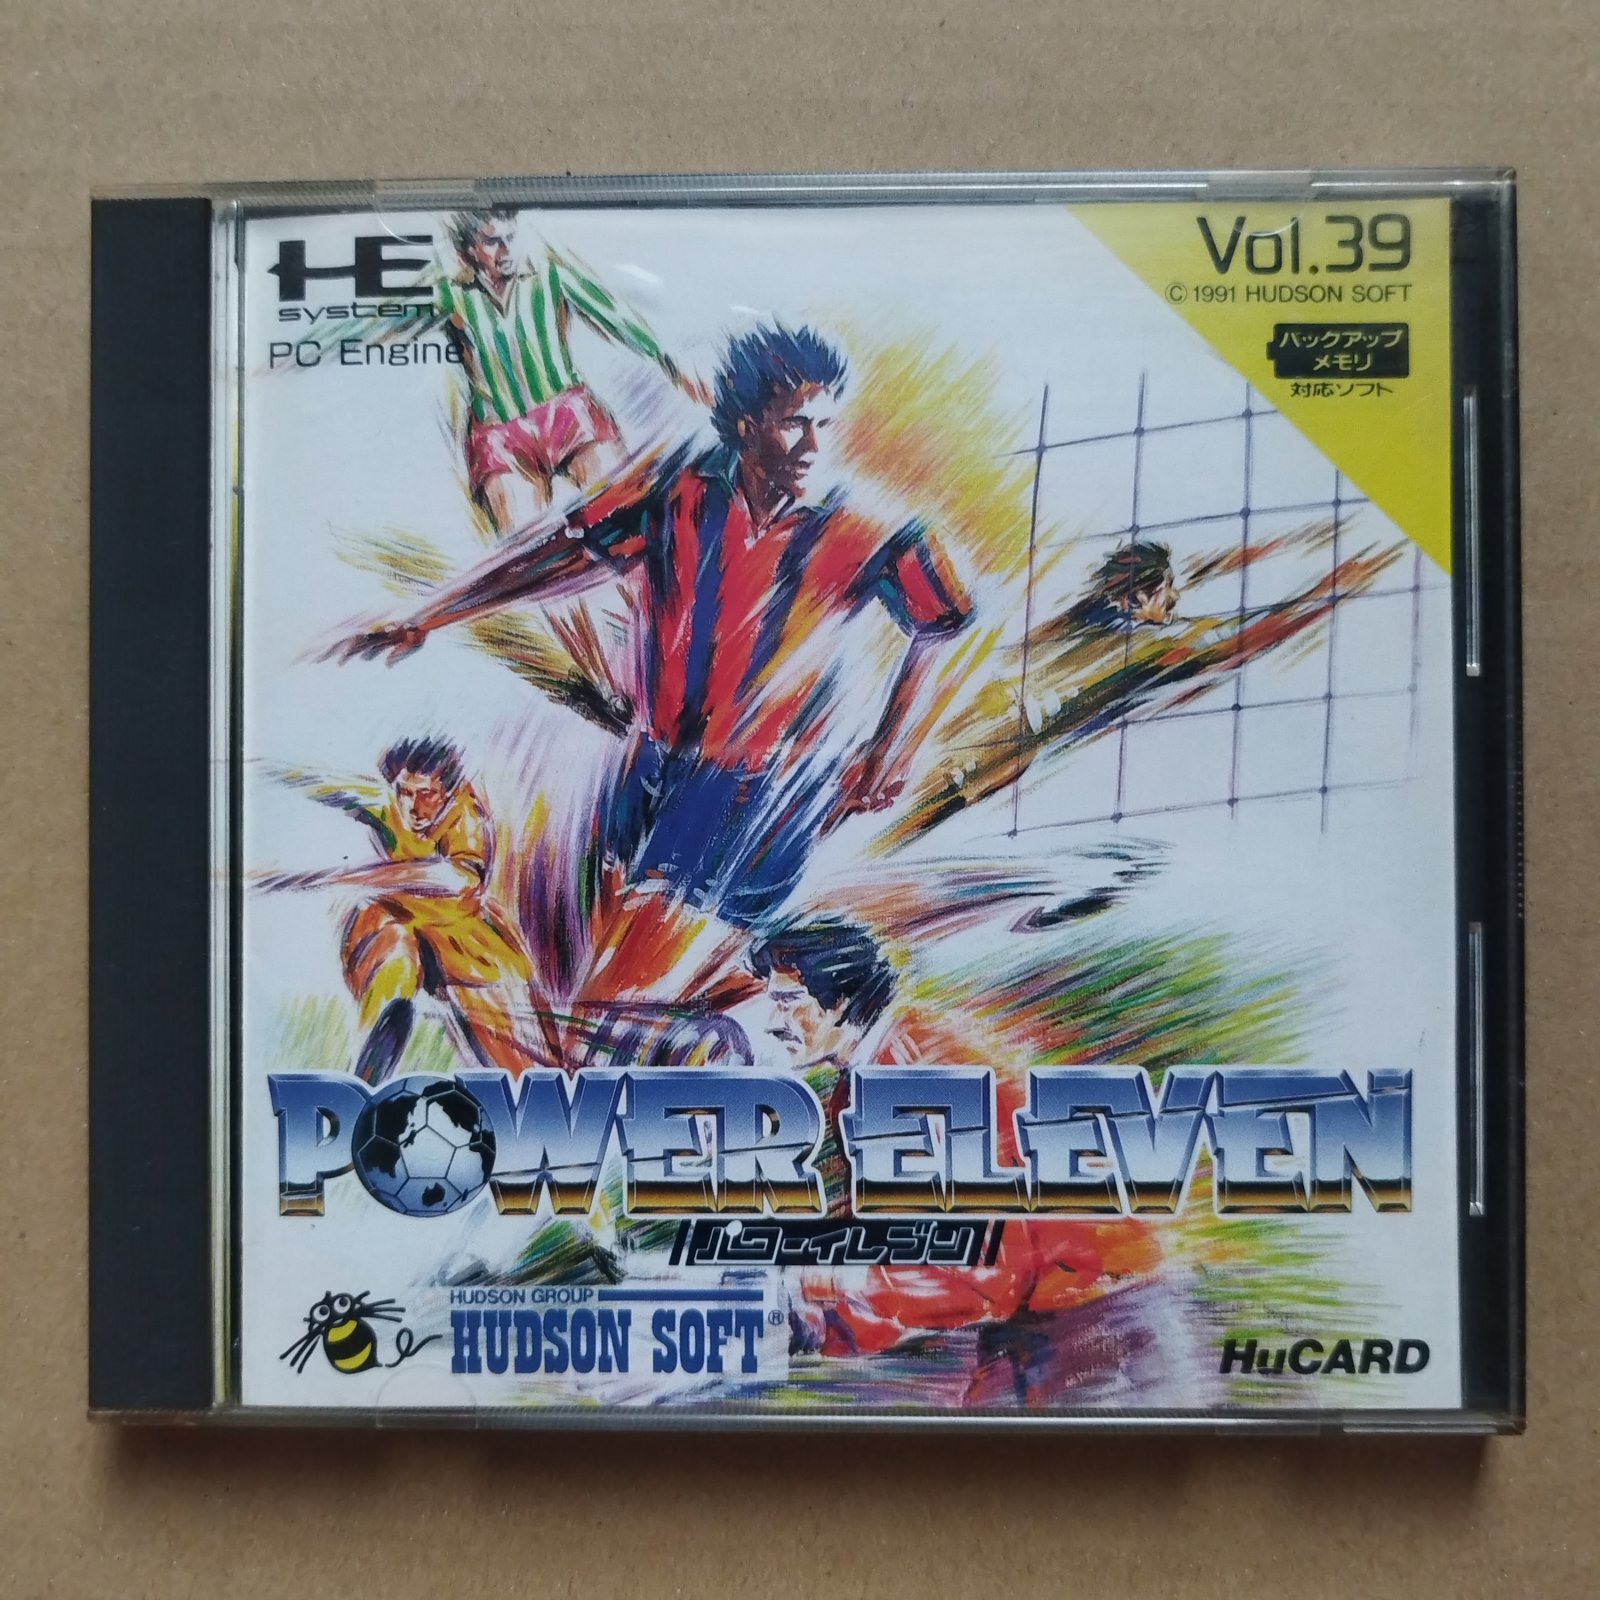 HE
system
PC Engine
Vol.39
© 1991 HUDSON SOFT
バックアップ
メモリ
対応ソフト
POWER ELEVEN
パワーイレブン
HUDSON GROUP
HUDSON SOFT®
HuCARD